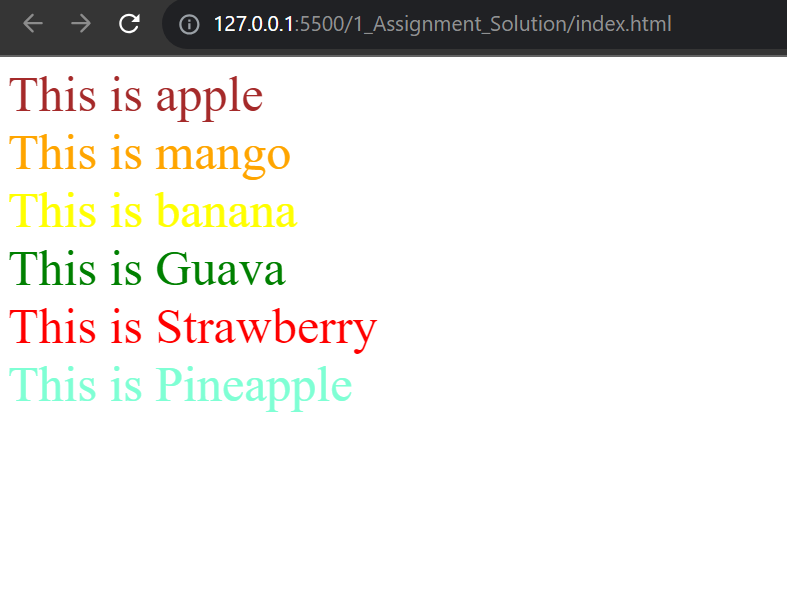 127.0.0.1:5500/1_Assignment_Solution/index.html
This is apple
This is mango
This is banana
This is Guava
This is Strawberry
This is Pineapple